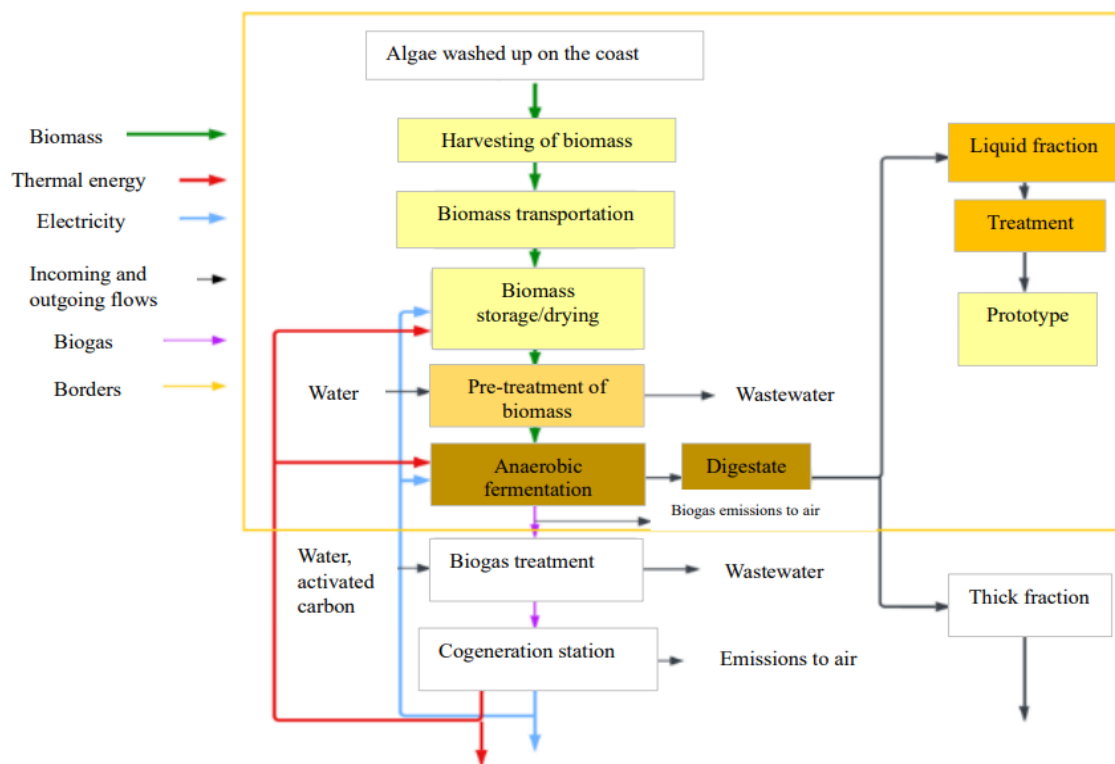 Algae washed up on the coast
Biomass
Harvesting of biomass
Liquid fraction
Thermal energy
Biomass transportation
Treatment
Electricity
Incoming and
outgoing flows
Biomass
storage/drying
Prototype
Biogas
Borders
Water
Pre-treatment of
biomass
Wastewater
Anaerobic
fermentation
Digestate
Biogas emissions to air
Water,
activated
carbon
Biogas treatment
Wastewater
Thick fraction
Cogeneration station
Emissions to air